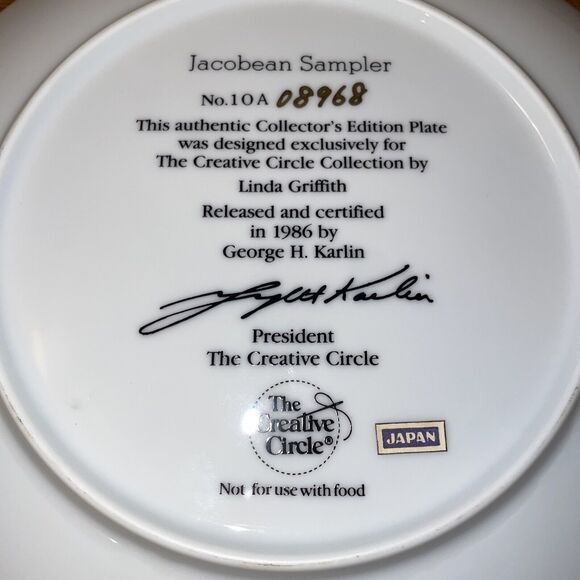 Jacobean Sampler
No. 10A 08968
This authentic Collector's Edition Plate
was designed exclusively for
The Creative Circle Collection by
Linda Griffith
Released and certified
in 1986 by
George H. Karlin
President
The Creative Circle
The
Creative
Circle®
JAPAN
Not for use with food